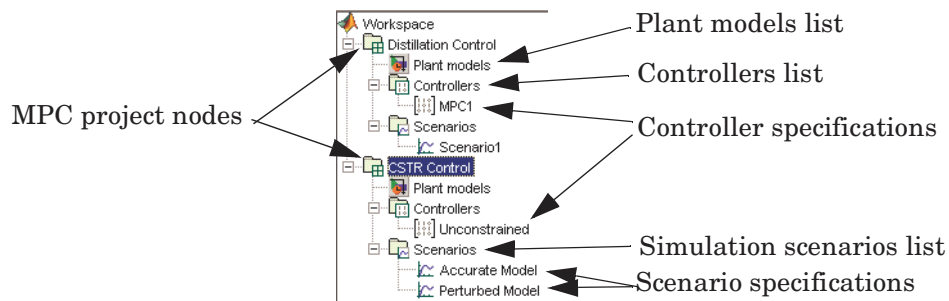 Workspace
Distillation Control
Plant models
Controllers
MPC1
Scenarios
Scenario1
CSTR Control
Plant models
Controllers
Unconstrained
Scenarios
Accurate Model
Perturbed Model
MPC project nodes
Plant models list
Controllers list
Controller specifications
Simulation scenarios list
Scenario specifications